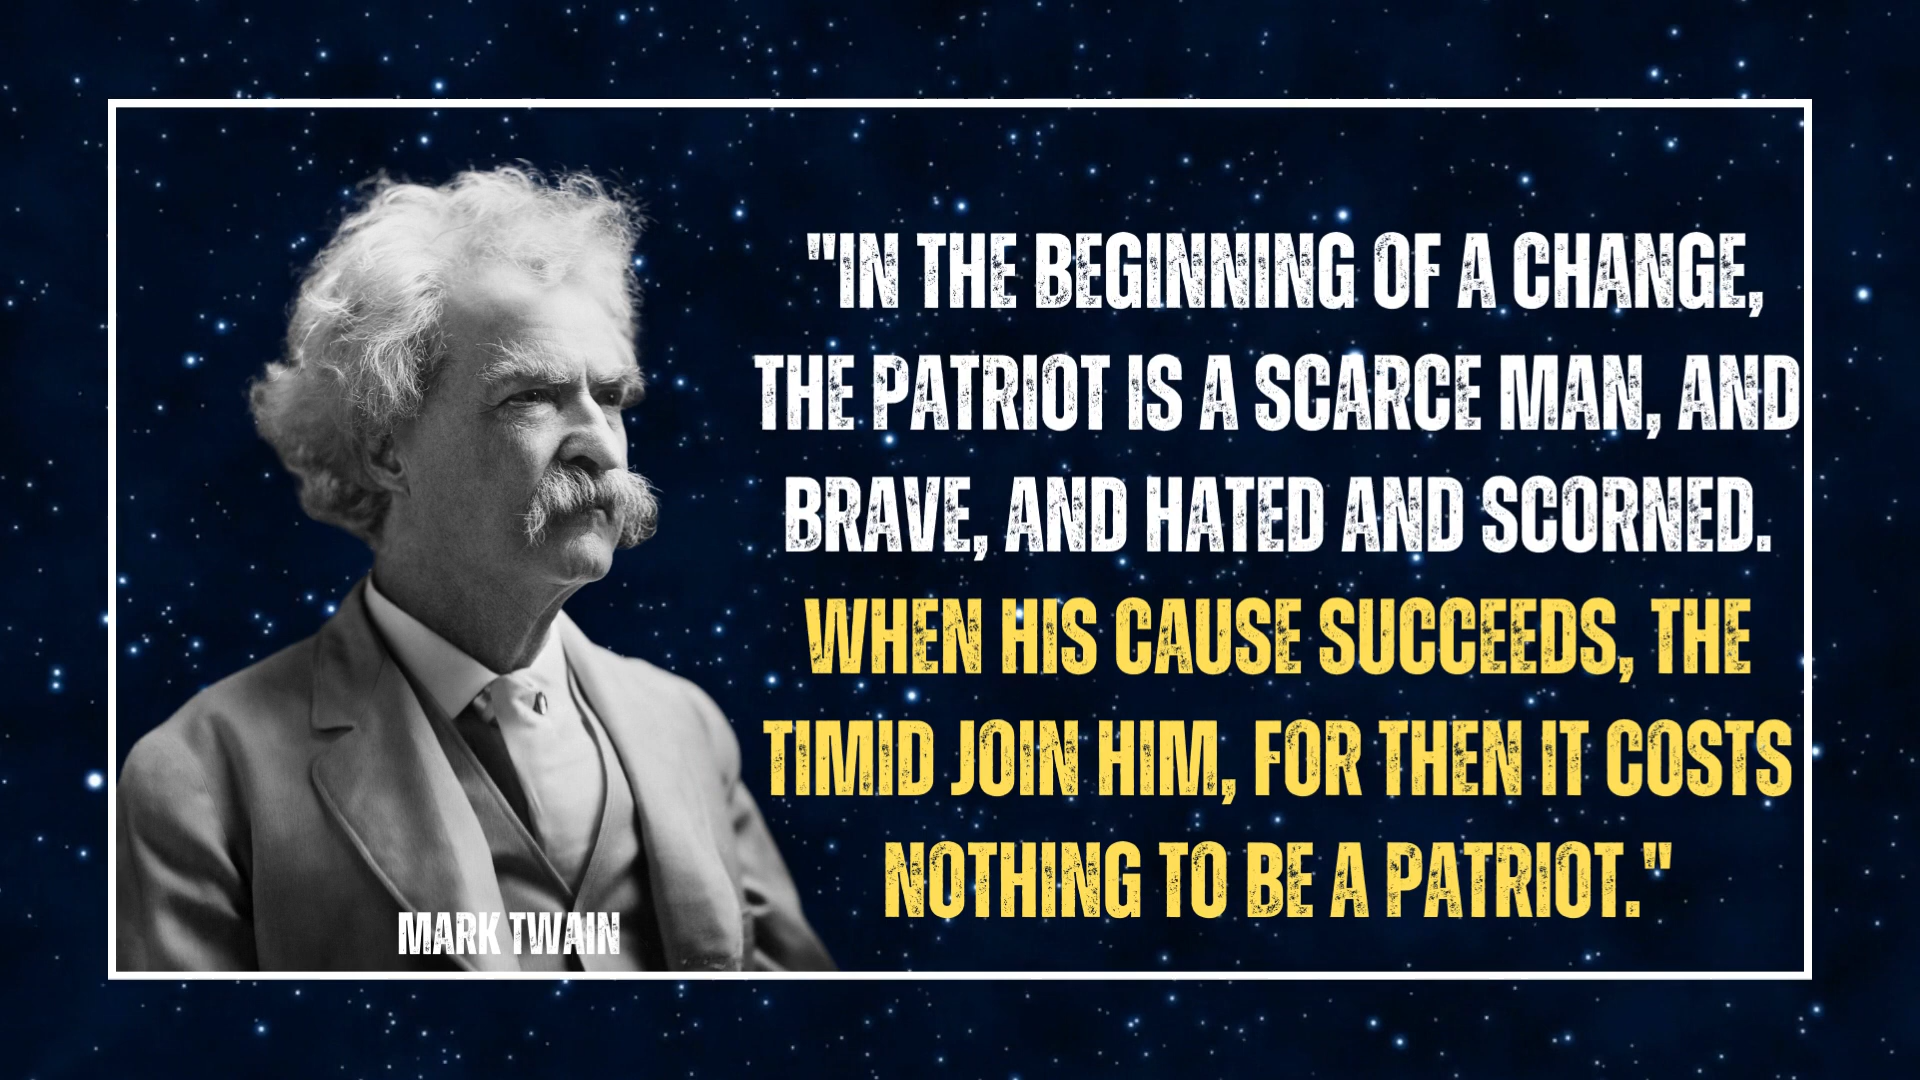 "IN THE BEGINNING OF A CHANGE,
THE PATRIOT IS A SCARCE MAN, AND
BRAVE, AND HATED AND SCORNED.
WHEN HIS CAUSE SUCCEEDS, THE
TIMID JOIN HIM, FOR THEN IT COSTS
NOTHING TO BE A PATRIOT."
MARK TWAIN